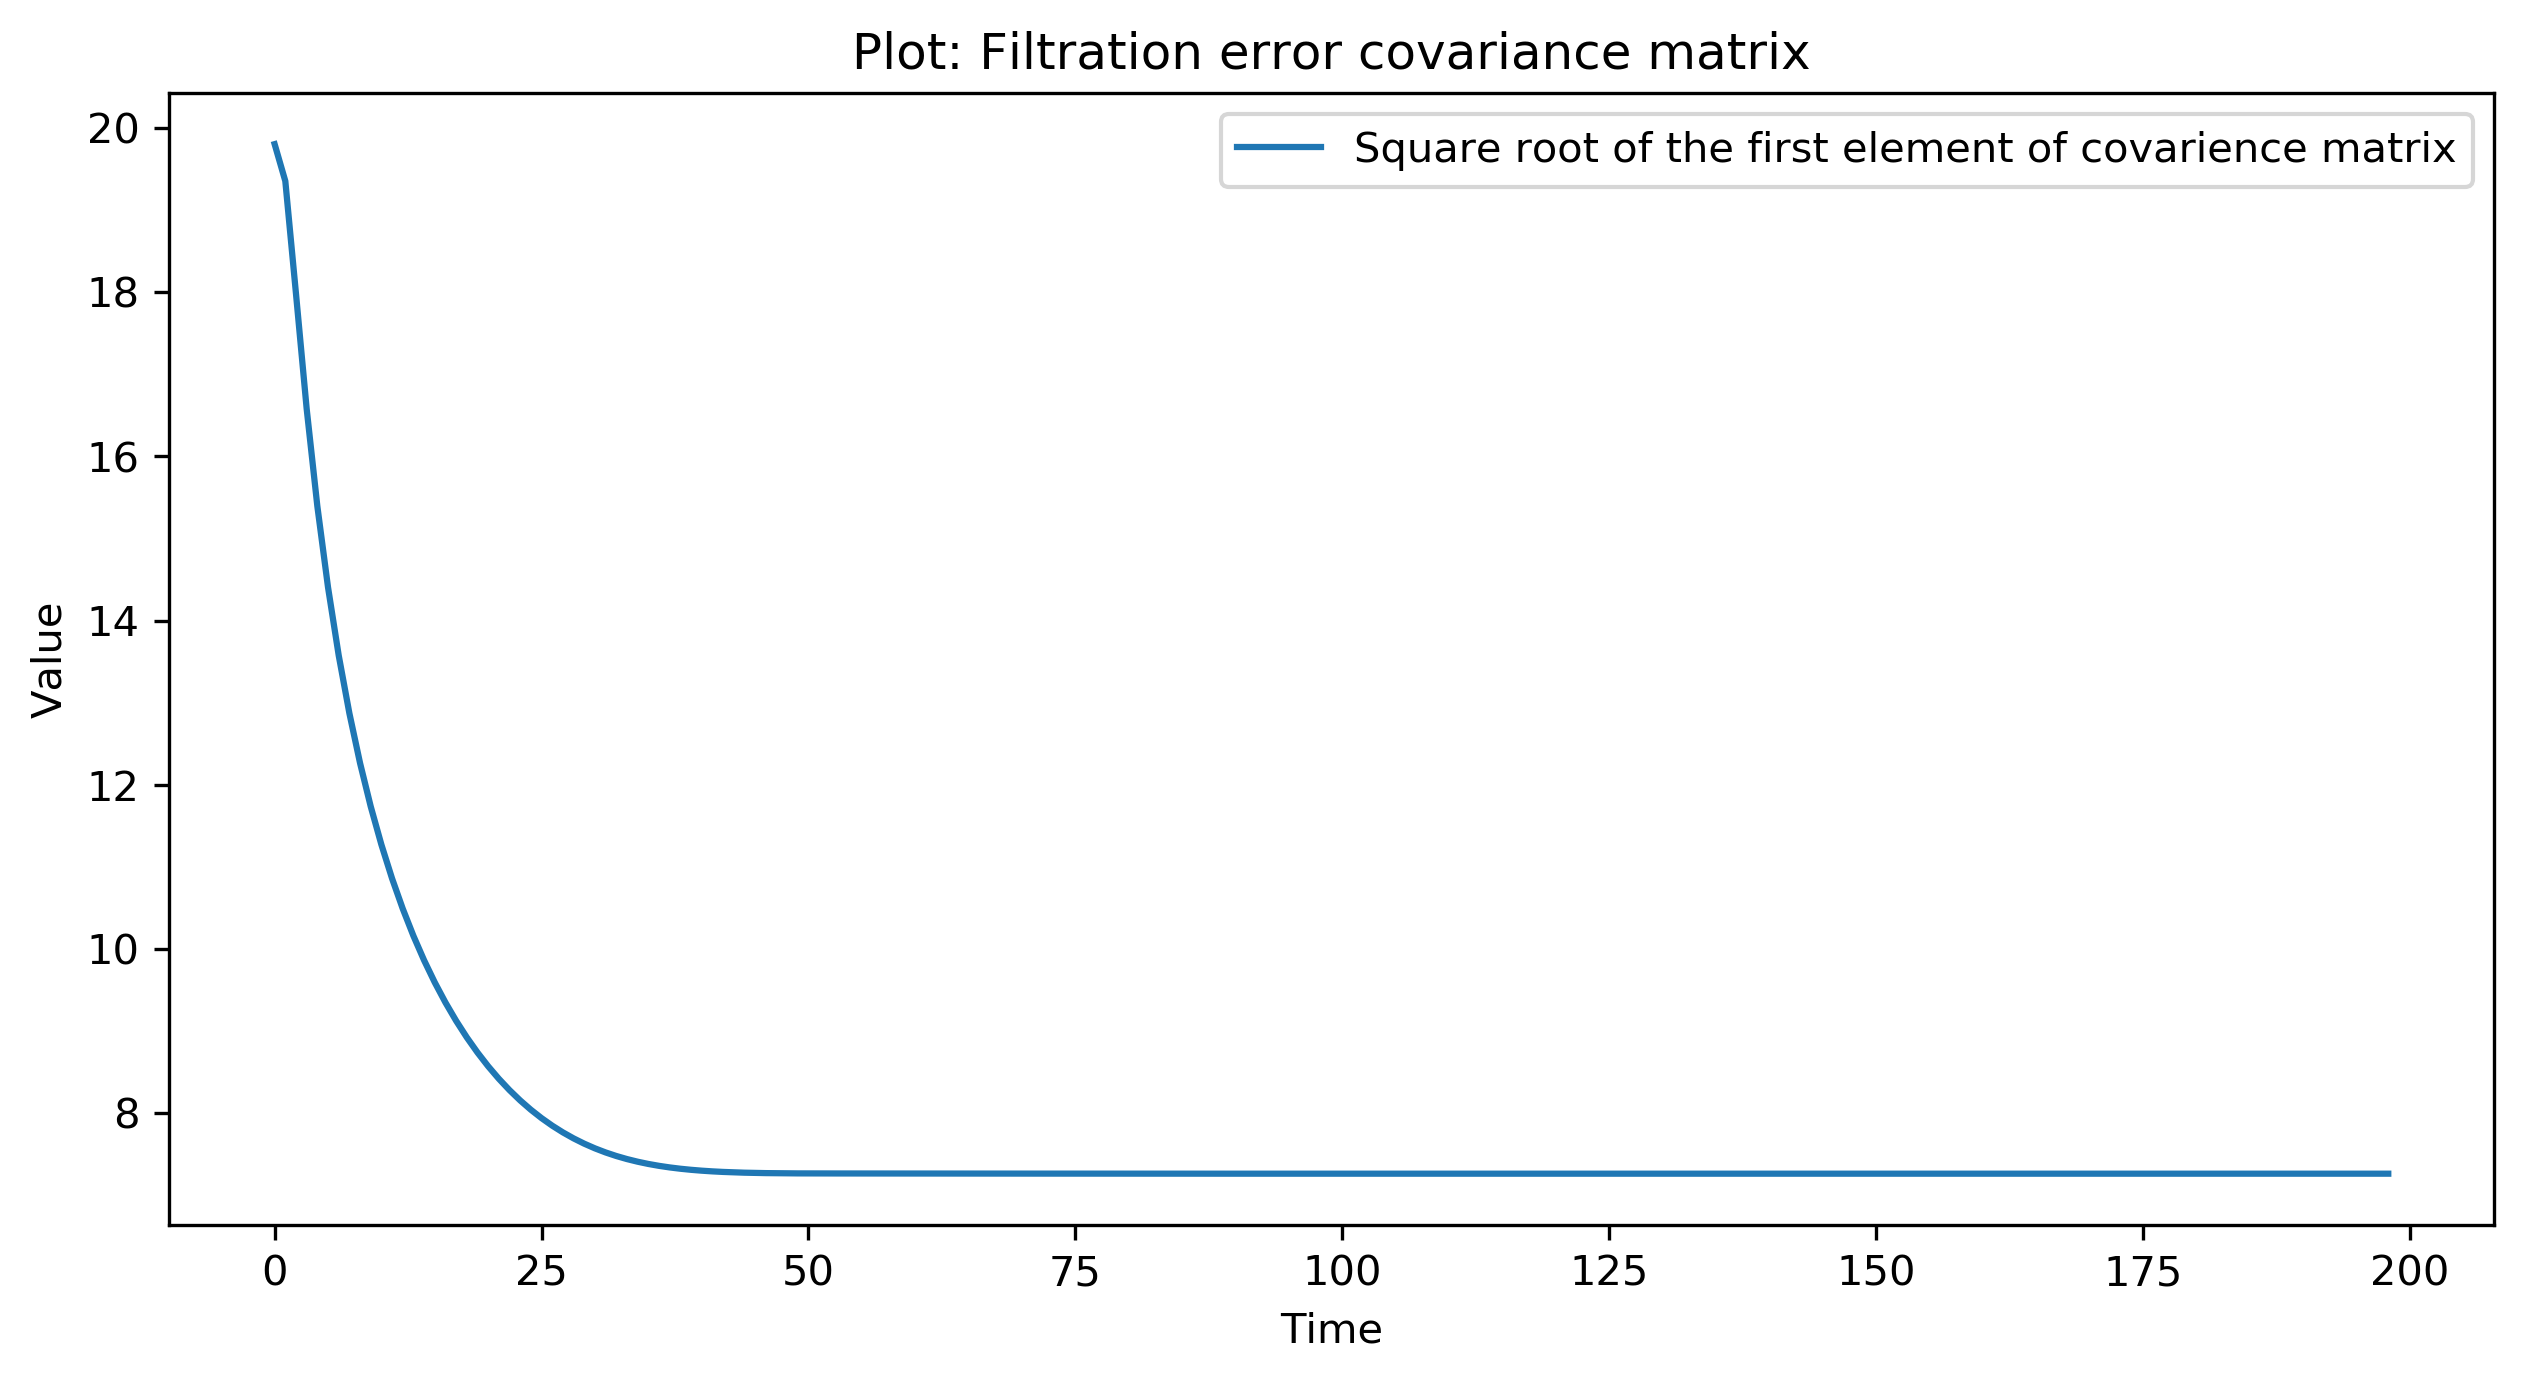 Plot: Filtration error covariance matrix
Square root of the first element of covarience matrix
Value
20
18
16
14
12
10
8
0 25 50 75 100 125 150 175 200
Time